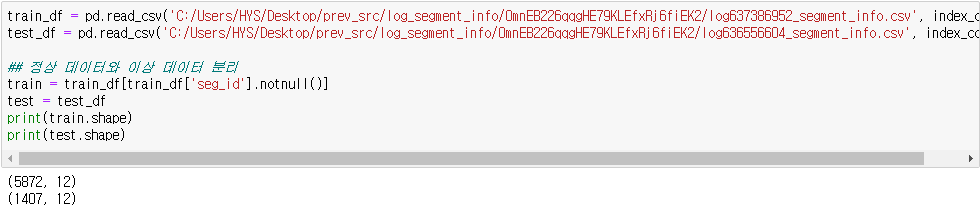 train_df = pd.read_csv('C:/Users/HYS/Desktop/prev_src/log_segment_info/OmnEB226qqgHE79KLEfxRj6fiEK2/log637386952_segment_info.csv', index_c
test_df = pd.read_csv('C:/Users/HYS/Desktop/prev_src/log_segment_info/OmnEB226qqgHE79KLEfxRj6fiEK2/log636556604_segment_info.csv', index_co
## 정상 데이터와 이상 데이터 분리
train = train_df[train_df['seg_id'].notnull()]
test = test_df
print(train.shape)
print(test.shape)
(5872, 12)
(1407, 12)